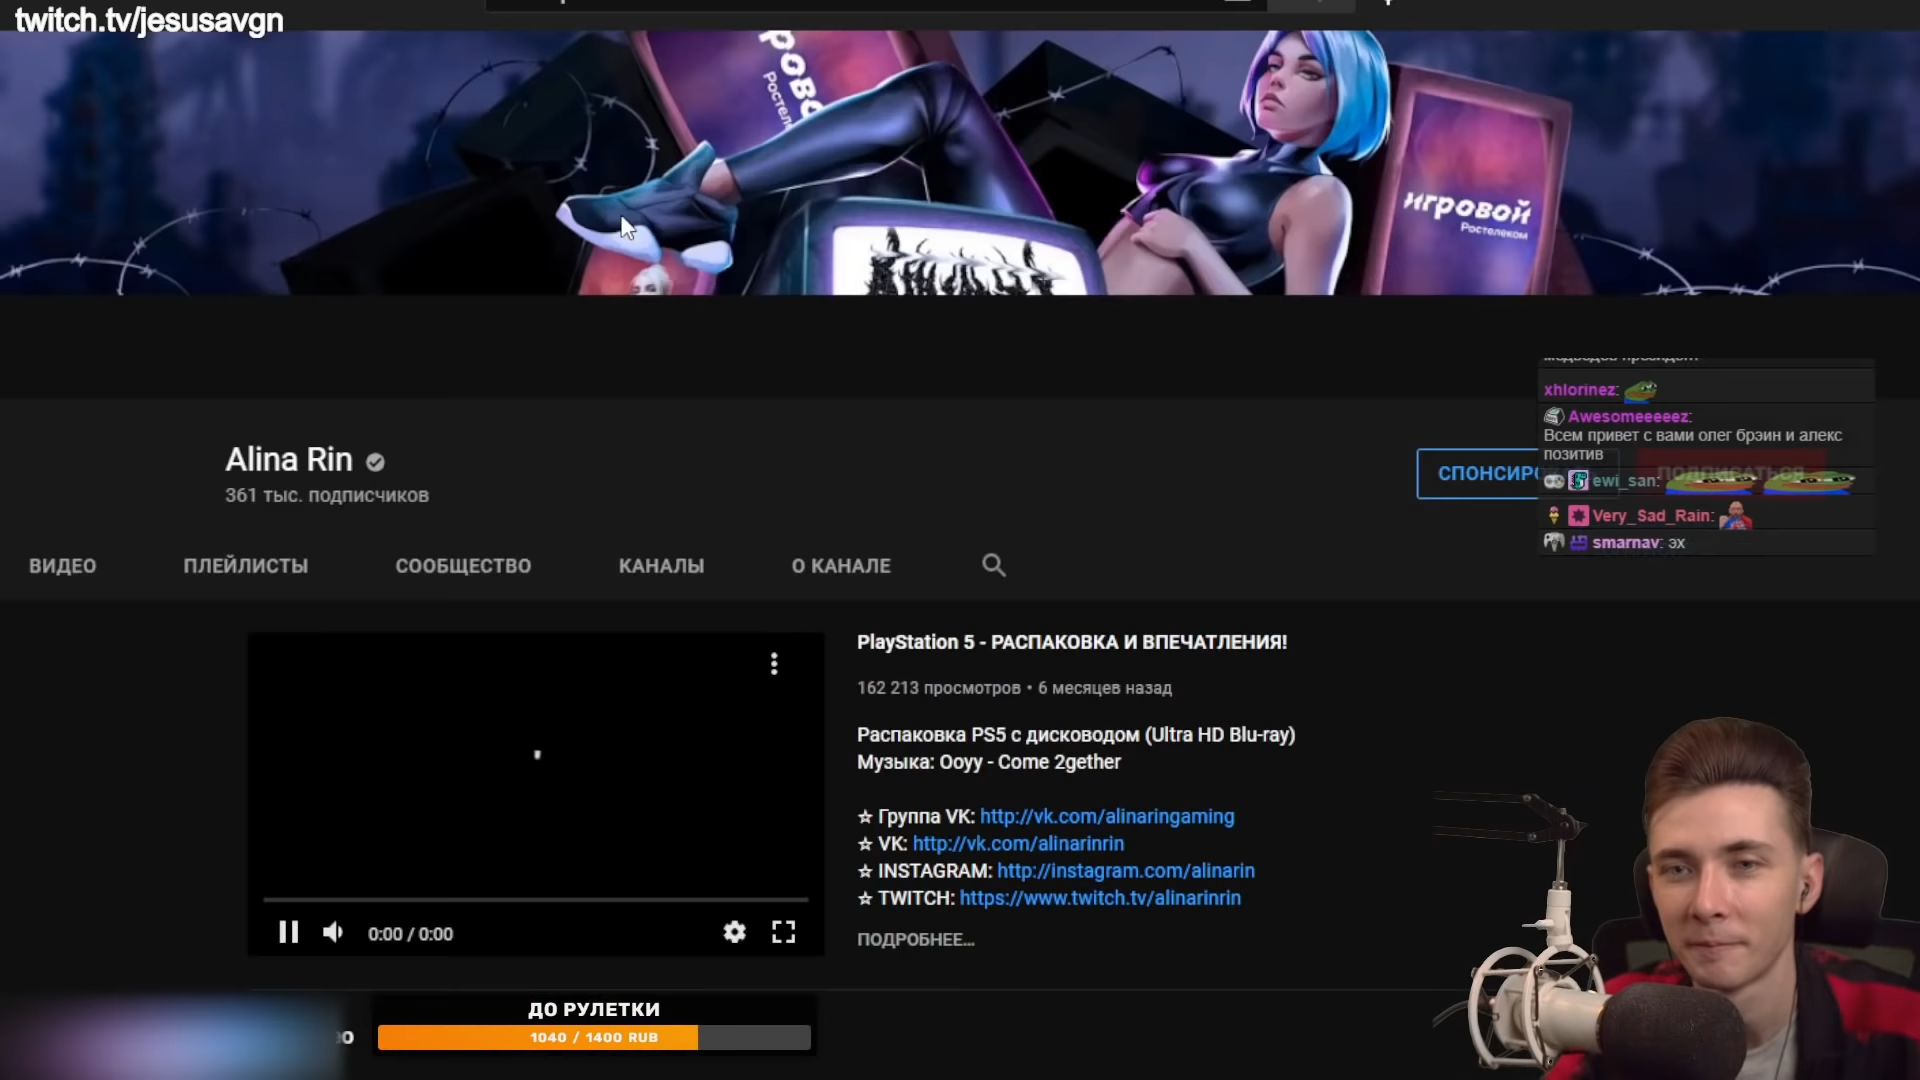 twitch.tv/jesusavgn
игровой
Ростелеком
xhlorinez:
Awesomeeeeez:
Всем привет с вами олег брэин и алекс
позитив
ewi_san:
Very_Sad_Rain:
smarnav: эх
Alina Rin
361 тыс. подписчиков
СПОНСИРО
ПОДПИСАТЬСЯ
ВИДЕО
ПЛЕЙЛИСТЫ
СООБЩЕСТВО
КАНАЛЫ
О КАНАЛЕ
PlayStation 5 - РАСПАКОВКА И ВПЕЧАТЛЕНИЯ!
162 213 просмотров • 6 месяцев назад
Распаковка PS5 с дисководом (Ultra HD Blu-ray)
Музыка: Ooyy - Come 2gether
☆ Группа VK: http://vk.com/alinaringaming
☆ VK: http://vk.com/alinarinrin
☆ INSTAGRAM: http://instagram.com/alinarin
☆ TWITCH: https://www.twitch.tv/alinarinrin
ПОДРОБНЕЕ...
0:00 / 0:00
ДО РУЛЕТКИ
1040 / 1400 RUB